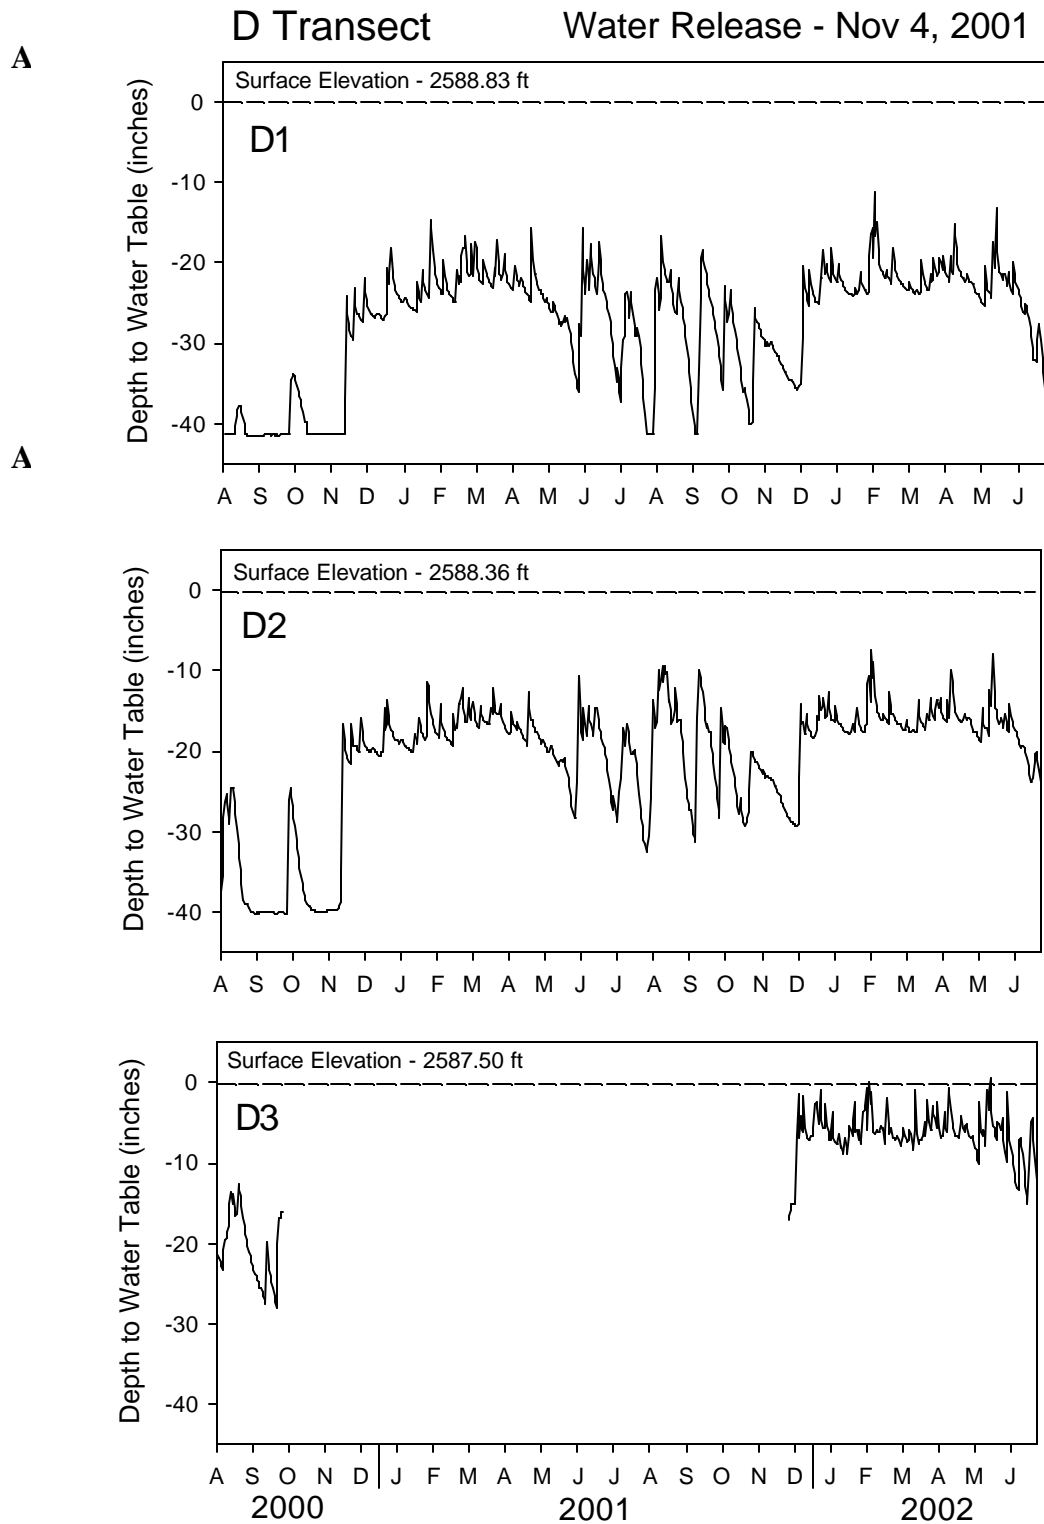 D Transect Water Release - Nov 4, 2001
A
Surface Elevation - 2588.83 ft
D1
Depth to Water Table (inches)
0
-10
-20
-30
-40
A
A S O N D J F M A M J J A S O N D J F M A M J
Surface Elevation - 2588.36 ft
D2
Depth to Water Table (inches)
0
-10
-20
-30
-40
A S O N D J F M A M J J A S O N D J F M A M J
Surface Elevation - 2587.50 ft
D3
Depth to Water Table (inches)
0
-10
-20
-30
-40
A S O N D J F M A M J J A S O N D J F M A M J
2000 2001 2002